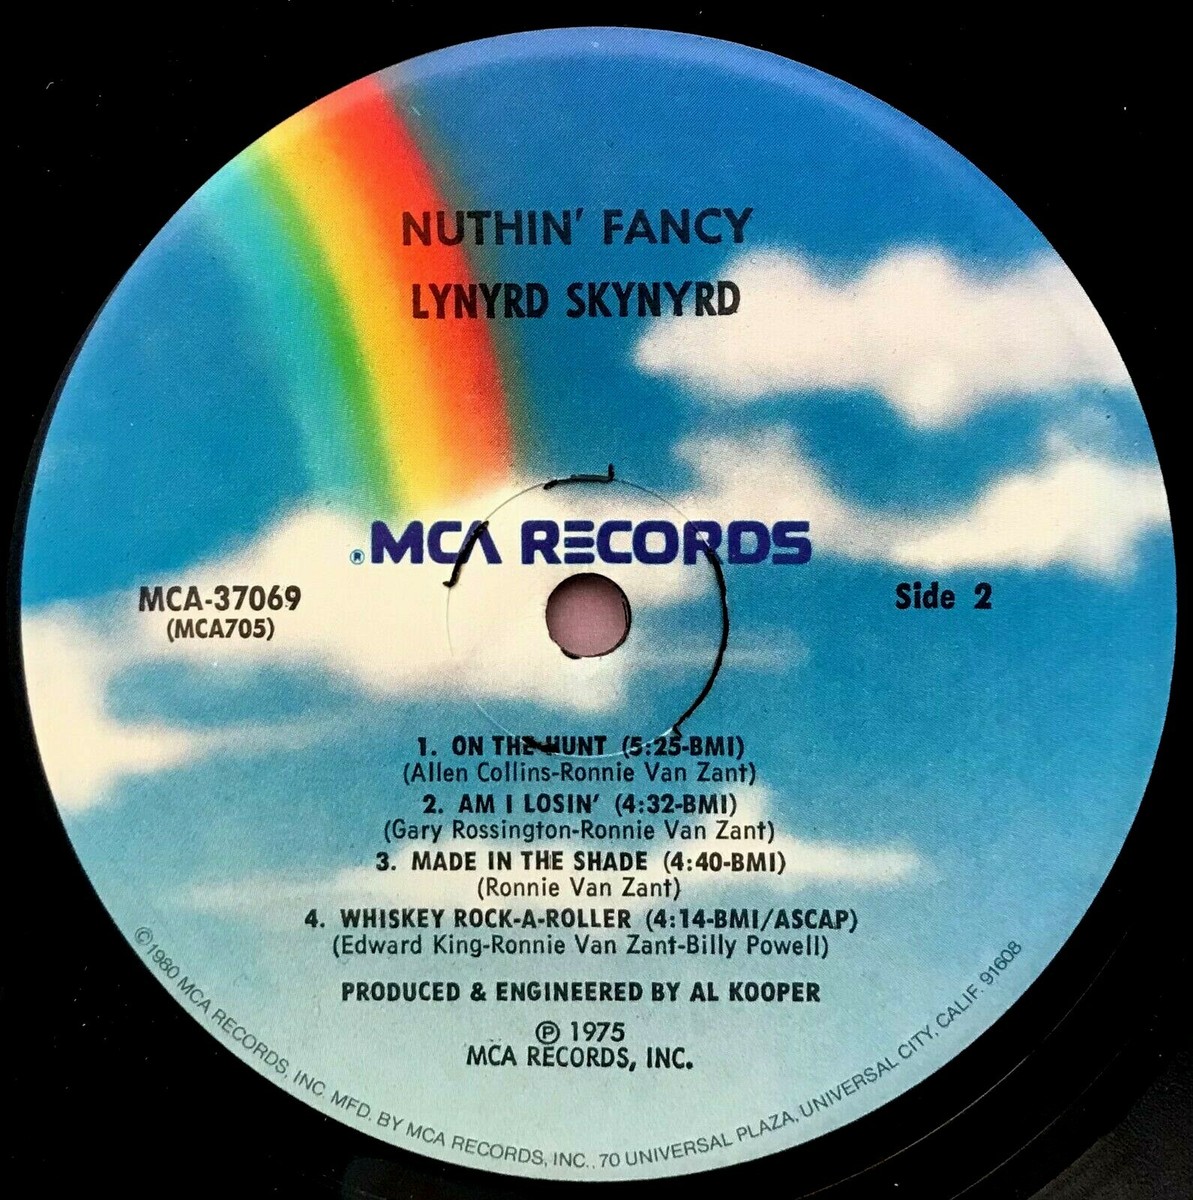 NUTHIN' FANCY
LYNYRD SKYNYRD
® MCA RECORDS
MCA-37069
(MCA705)
Side 2
1. ON THE HUNT (5:25-BMI)
(Allen Collins-Ronnie Van Zant)
2. AM I LOSIN' (4:32-BMI)
(Gary Rossington-Ronnie Van Zant)
3. MADE IN THE SHADE (4:40-BMI)
(Ronnie Van Zant)
4. WHISKEY ROCK-A-ROLLER (4:14-BMI/ASCAP)
(Edward King-Ronnie Van Zant-Billy Powell)
PRODUCED & ENGINEERED BY AL KOOPER
℗ 1975
MCA RECORDS, INC.
©1980 MCA RECORDS, INC. MFD. BY MCA RECORDS, INC., 70 UNIVERSAL PLAZA, UNIVERSAL CITY, CALIF. 91608